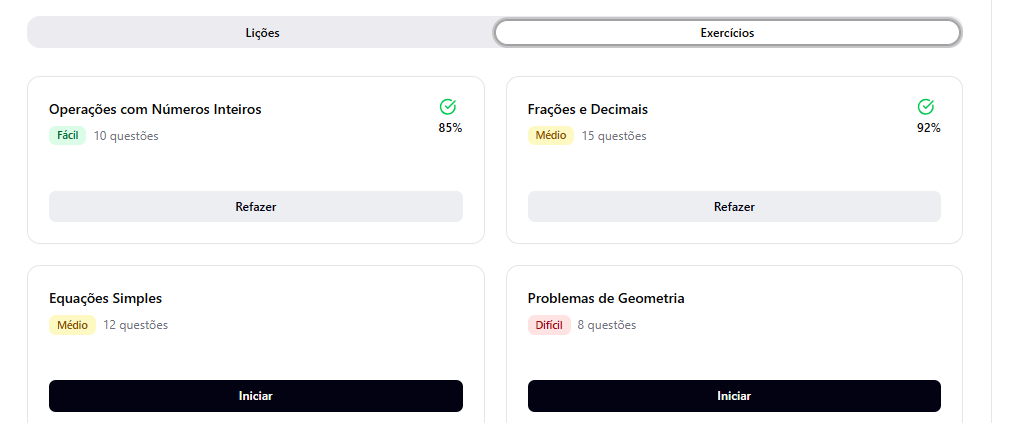 Lições
Exercícios
Operações com Números Inteiros
85%
Fácil 10 questões
Refazer
Frações e Decimais
92%
Médio 15 questões
Refazer
Equações Simples
Médio 12 questões
Iniciar
Problemas de Geometria
Difícil 8 questões
Iniciar